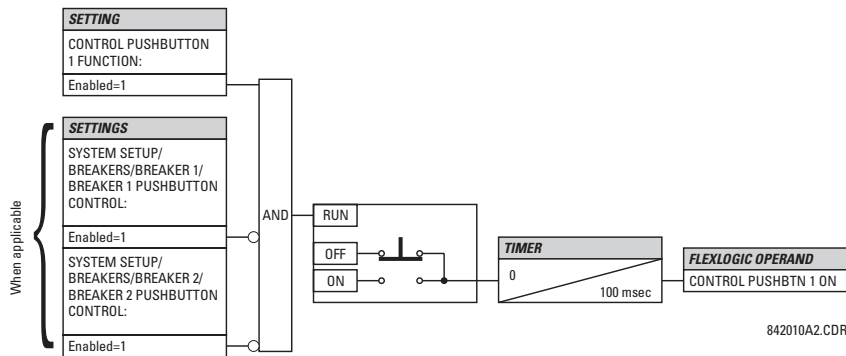 SETTING
CONTROL PUSHBUTTON
1 FUNCTION:
Enabled=1
When applicable
SETTINGS
SYSTEM SETUP/
BREAKERS/BREAKER 1/
BREAKER 1 PUSHBUTTON
CONTROL:
Enabled=1
SYSTEM SETUP/
BREAKERS/BREAKER 2/
BREAKER 2 PUSHBUTTON
CONTROL:
Enabled=1
AND
RUN
OFF
ON
TIMER
0
100 msec
FLEXLOGIC OPERAND
CONTROL PUSHBTN 1 ON
842010A2.CDR